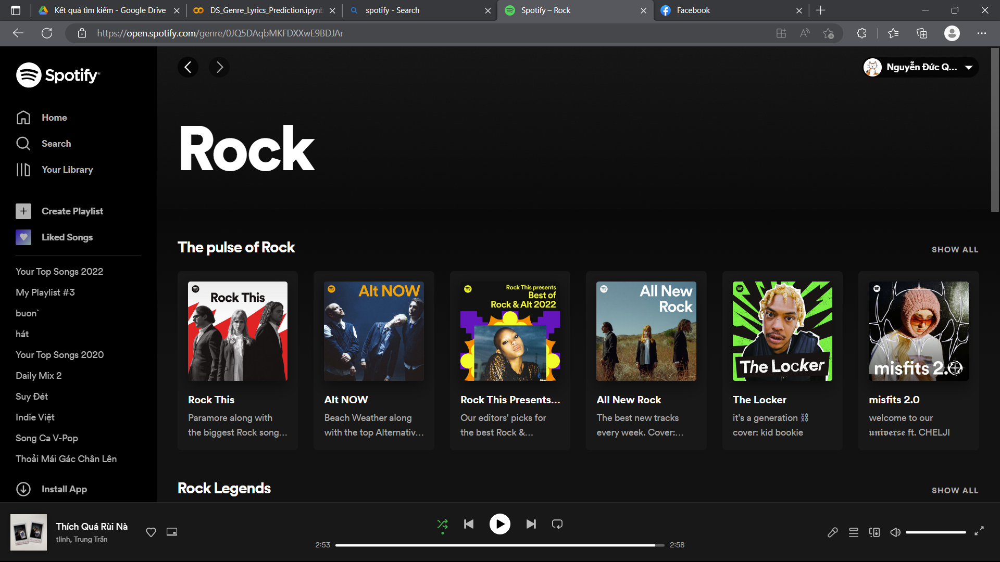 Kết quả tìm kiếm - Google Drive
DS_Genre_Lyrics_Prediction.ipynb
spotify - Search
Spotify – Rock
Facebook
https://open.spotify.com/genre/0JQ5DAqbMKFDXXwE9BDJAr
Spotify
Nguyễn Đức Q...
Home
Search
Your Library
Create Playlist
Liked Songs
Your Top Songs 2022
My Playlist #3
buon`
hát
Your Top Songs 2020
Daily Mix 2
Suy Đét
Indie Việt
Song Ca V-Pop
Thoải Mái Gác Chân Lên
Install App
Rock
The pulse of Rock
SHOW ALL
Rock This
Alt NOW
Rock This presents
Best of
Rock & Alt 2022
All New
Rock
The Locker
misfits 2.0
Rock This
Paramore along with
the biggest Rock song...
Alt NOW
Beach Weather along
with the top Alternativ...
Rock This Presents...
Our editors' picks for
the best Rock &...
All New Rock
The best new tracks
every week. Cover:...
The Locker
it's a generation ⛓
cover: kid bookie
misfits 2.0
welcome to our
𝖚𝖓𝖎𝖛𝖊𝖗𝖘𝖊 ft. CHELJI
Rock Legends
SHOW ALL
Thích Quá Rùi Nà
tlinh, Trung Trần
2:53
2:58